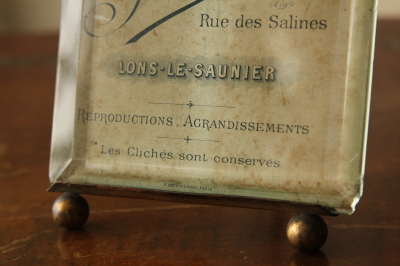 Rue des Salines
LONS-LE-SAUNIER
REPRODUCTIONS, AGRANDISSEMENTS
Les Clichés sont conservés